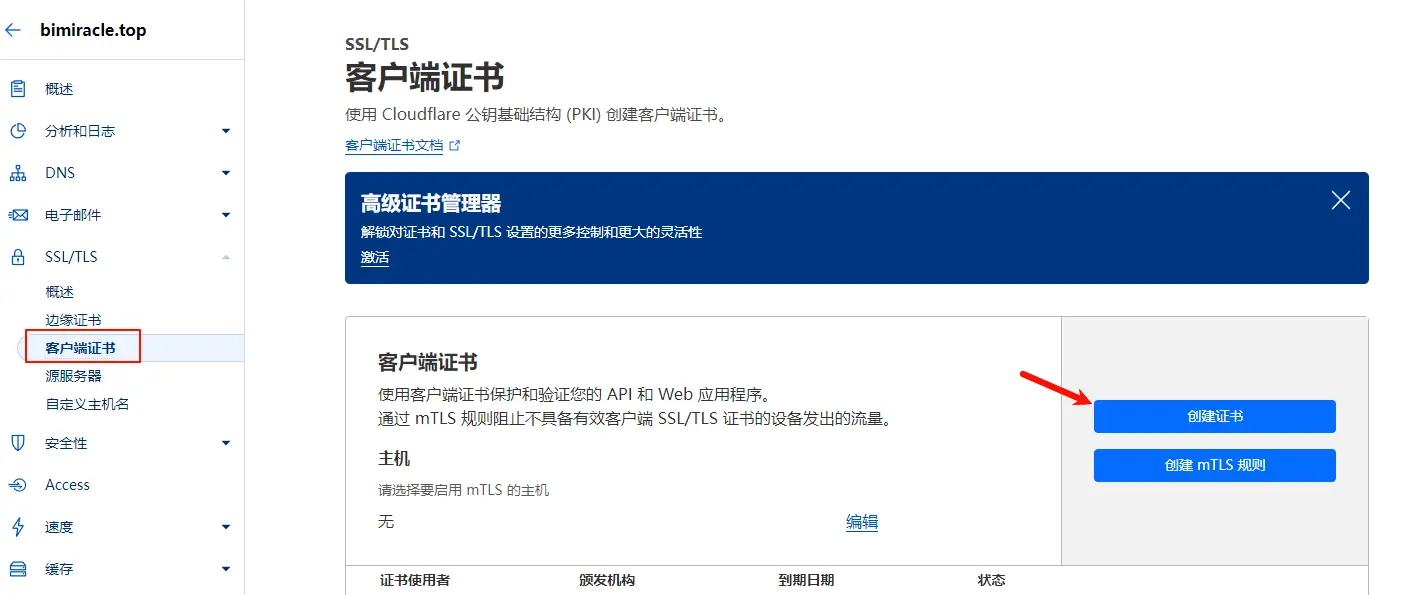 bimiracle.top
概述
分析和日志
DNS
电子邮件
SSL/TLS
概述
边缘证书
客户端证书
源服务器
自定义主机名
安全性
Access
速度
缓存
SSL/TLS
客户端证书
使用 Cloudflare 公钥基础结构 (PKI) 创建客户端证书。
客户端证书文档
高级证书管理器
解锁对证书和 SSL/TLS 设置的更多控制和更大的灵活性
激活
客户端证书
使用客户端证书保护和验证您的 API 和 Web 应用程序。
通过 mTLS 规则阻止不具备有效客户端 SSL/TLS 证书的设备发出的流量。
主机
请选择要启用 mTLS 的主机
无
编辑
创建证书
创建 mTLS 规则
证书使用者 颁发机构 到期日期 状态